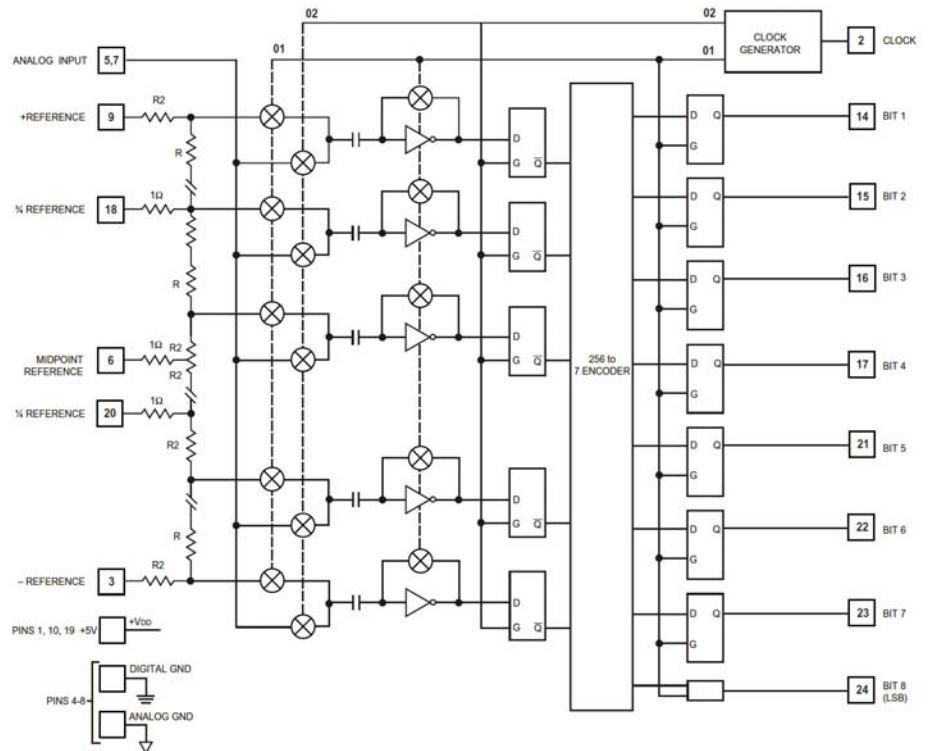 02
02
01
01
CLOCK
GENERATOR
2
CLOCK
ANALOG INPUT
5,7
+REFERENCE
9
R2
R
¾ REFERENCE
18
1Ω
R
MIDPOINT
REFERENCE
6
1Ω
R2
R2
¼ REFERENCE
20
1Ω
R2
R
– REFERENCE
3
R2
PINS 1, 10, 19 +5V
+VDD
DIGITAL GND
PINS 4-8
ANALOG GND
D
G
Q
D
G
Q
D
G
Q
D
G
Q
D
G
Q
256 to
7 ENCODER
D Q
G
14
BIT 1
D Q
G
15
BIT 2
D Q
G
16
BIT 3
D Q
G
17
BIT 4
D Q
G
21
BIT 5
D Q
G
22
BIT 6
D Q
G
23
BIT 7
24
BIT 8
(LSB)